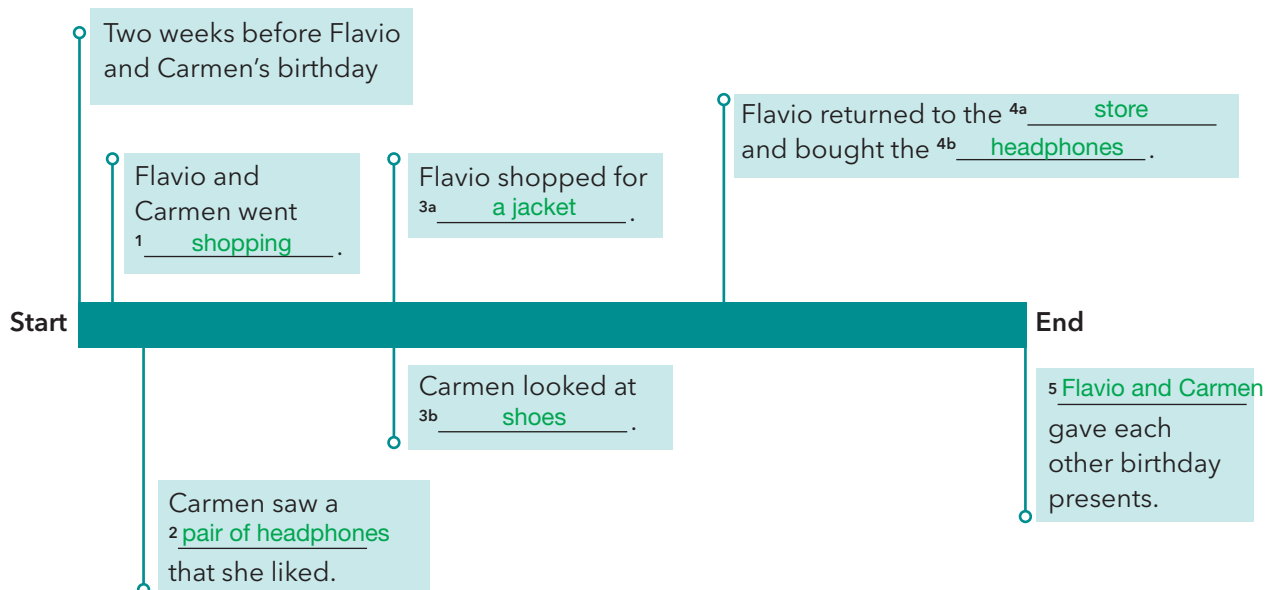 Two weeks before Flavio
and Carmen's birthday
Flavio returned to the 4a store
and bought the 4b headphones .
Flavio and
Carmen went
1 shopping .
Flavio shopped for
3a a jacket .
Start
End
Carmen looked at
3b shoes .
5 Flavio and Carmen
gave each
other birthday
presents.
Carmen saw a
2 pair of headphones
that she liked.